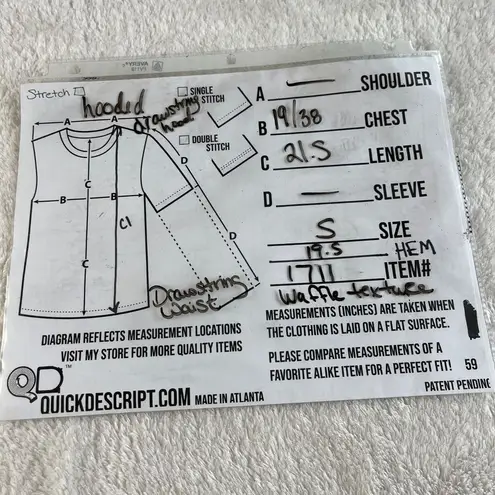 Stretch
hooded
drawstring
hood
SINGLE
STITCH
DOUBLE
STITCH
A — SHOULDER
B 19/38 CHEST
C 21.5 LENGTH
D — SLEEVE
S SIZE
19.5 HEM
1711 ITEM#
Waffle texture
A
B B
C
C
C1
D
D
Drawstring
waist
DIAGRAM REFLECTS MEASUREMENT LOCATIONS
VISIT MY STORE FOR MORE QUALITY ITEMS
MEASUREMENTS (INCHES) ARE TAKEN WHEN
THE CLOTHING IS LAID ON A FLAT SURFACE.
PLEASE COMPARE MEASUREMENTS OF A
FAVORITE ALIKE ITEM FOR A PERFECT FIT! 59
PATENT PENDING
QD™
QUICKDESCRIPT.COM MADE IN ATLANTA